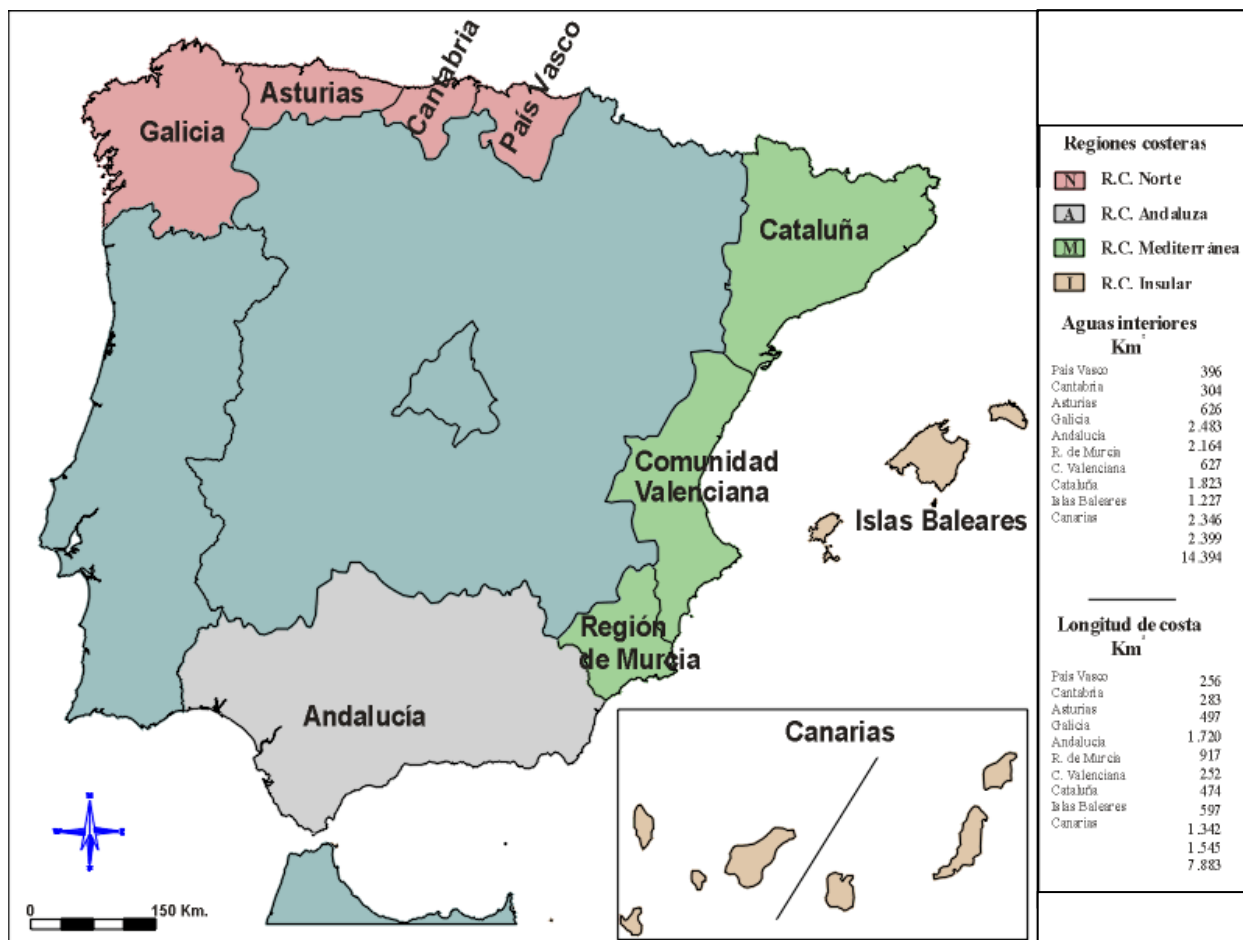 Asturias
Cantabria
País Vasco
Galicia
Cataluña
Comunidad
Valenciana
Islas Baleares
Región
de Murcia
Andalucía
Canarias
0 150 Km.
Regiones costeras
N R.C. Norte
A R.C. Andaluza
M R.C. Mediterránea
I R.C. Insular
Aguas interiores
Km²
País Vasco 396
Cantabria 304
Asturias 626
Galicia 2.483
Andalucía 2.164
R. de Murcia 627
C. Valenciana 1.823
Cataluña 1.227
Islas Baleares 2.346
Canarias 2.399
14.394
Longitud de costa
Km²
País Vasco 256
Cantabria 283
Asturias 497
Galicia 1.720
Andalucía 917
R. de Murcia 252
C. Valenciana 474
Cataluña 597
Islas Baleares 1.342
Canarias 1.545
7.883